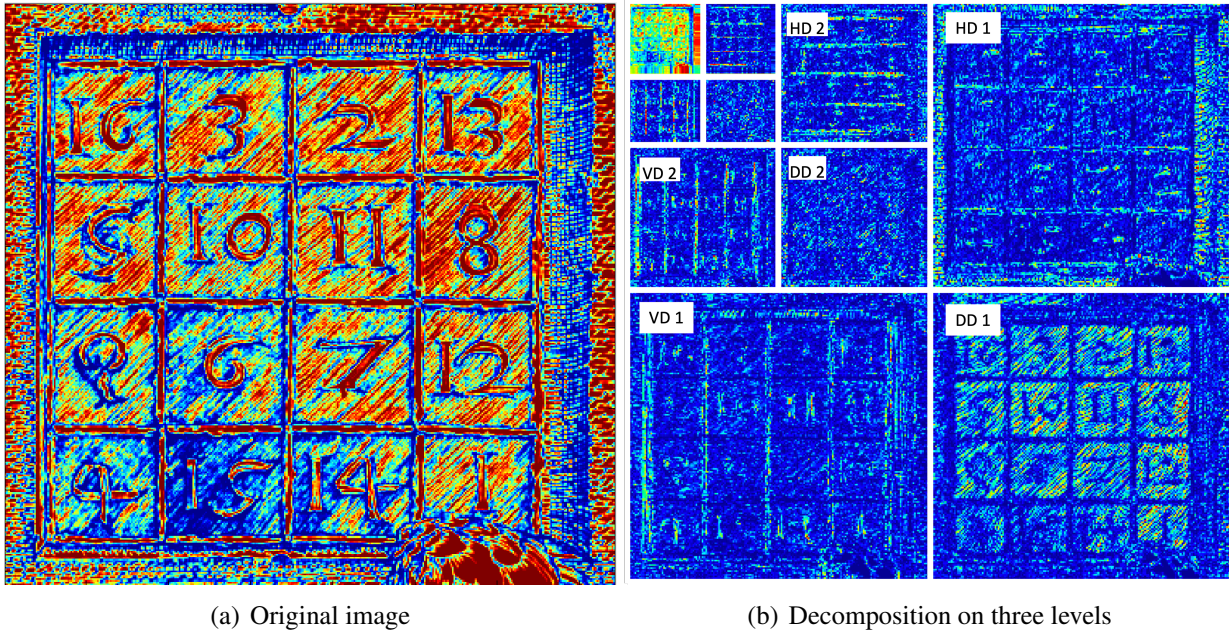 16 3 2 13
5 10 11 8
9 6 7 12
4 15 14 1
HD 2
HD 1
VD 2
DD 2
VD 1
DD 1
(a) Original image
(b) Decomposition on three levels